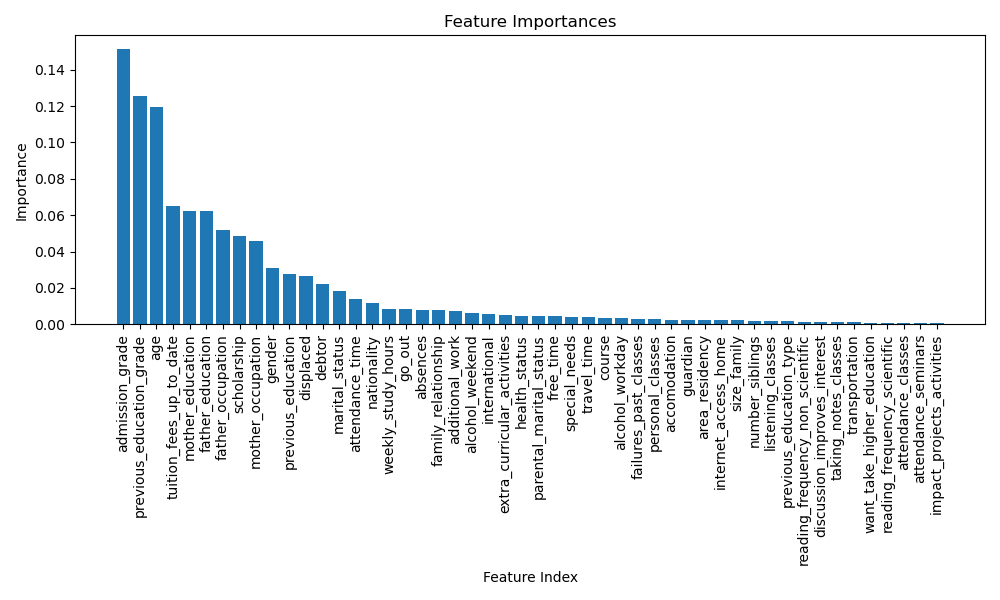 Feature Importances
Importance
0.14
0.12
0.10
0.08
0.06
0.04
0.02
0.00
admission_grade
previous_education_grade
age
tuition_fees_up_to_date
mother_education
father_education
father_occupation
scholarship
mother_occupation
gender
previous_education
displaced
debtor
marital_status
attendance_time
nationality
weekly_study_hours
go_out
absences
family_relationship
additional_work
alcohol_weekend
international
extra_curricular_activities
health_status
parental_marital_status
free_time
special_needs
travel_time
course
alcohol_workday
failures_past_classes
personal_classes
accomodation
guardian
area_residency
internet_access_home
size_family
number_siblings
listening_classes
previous_education_type
reading_frequency_non_scientific
discussion_improves_interest
taking_notes_classes
transportation
want_take_higher_education
reading_frequency_scientific
attendance_classes
attendance_seminars
impact_projects_activities
Feature Index